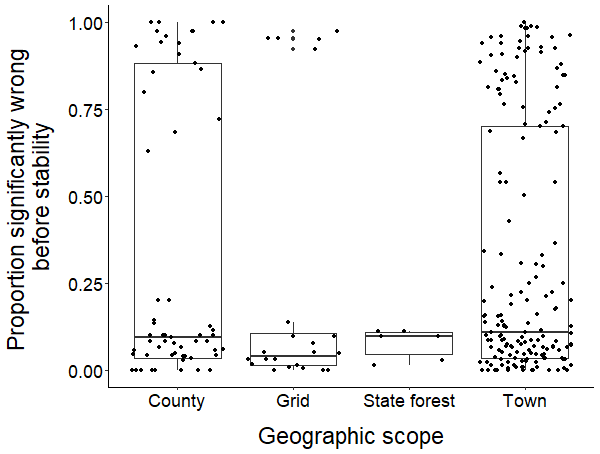 Proportion significantly wrong
before stability
1.00
0.75
0.50
0.25
0.00
County Grid State forest Town
Geographic scope